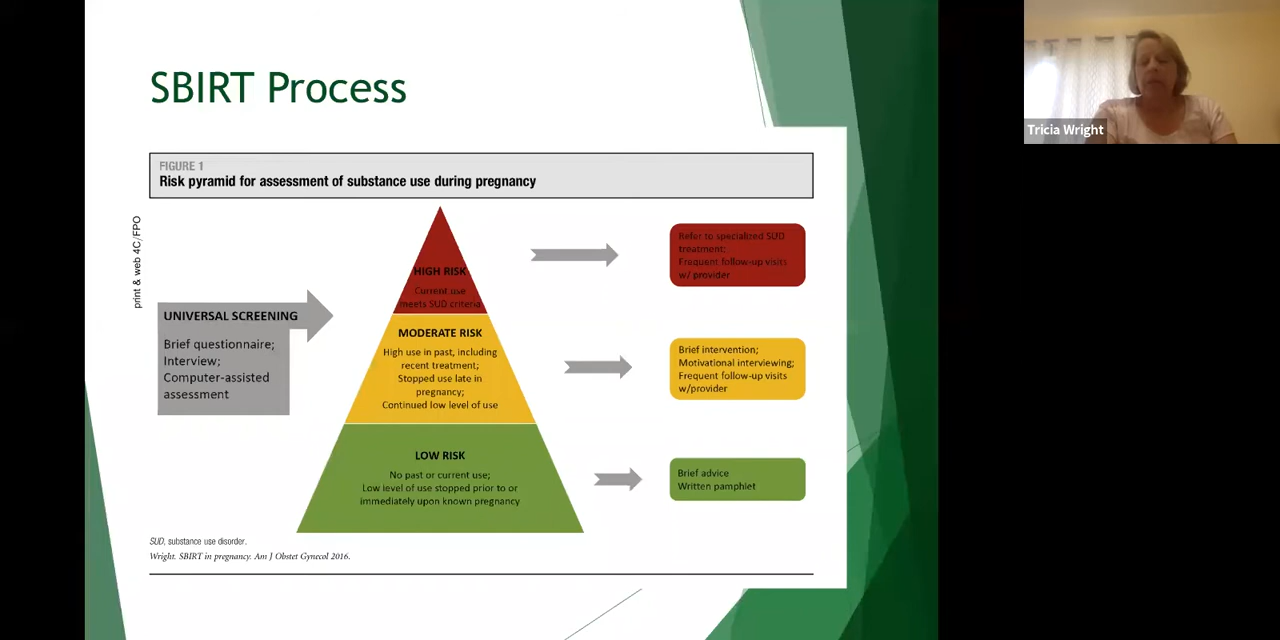 SBIRT Process
Tricia Wright
FIGURE 1
Risk pyramid for assessment of substance use during pregnancy
print & web 4C/FPO
UNIVERSAL SCREENING
Brief questionnaire;
Interview;
Computer-assisted
assessment
HIGH RISK
Current use
meets SUD criteria
Refer to specialized SUD
treatment;
Frequent follow-up visits
w/ provider
MODERATE RISK
High use in past, including
recent treatment;
Stopped use late in
pregnancy;
Continued low level of use
Brief intervention;
Motivational interviewing;
Frequent follow-up visits
w/provider
LOW RISK
No past or current use;
Low level of use stopped prior to or
immediately upon known pregnancy
Brief advice
Written pamphlet
SUD, substance use disorder.
Wright. SBIRT in pregnancy. Am J Obstet Gynecol 2016.